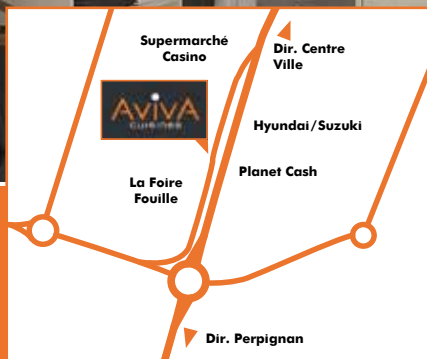 Supermarché
Casino
Dir. Centre
Ville
AvivA
cuisines
Hyundai/Suzuki
Planet Cash
La Foire
Fouille
Dir. Perpignan